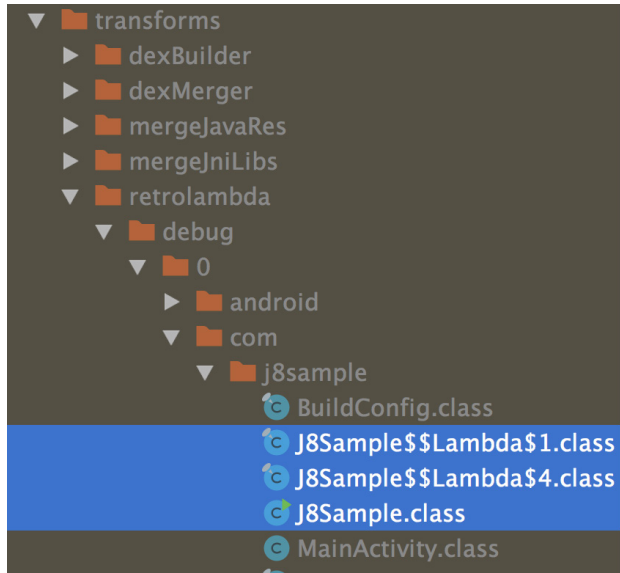 transforms
dexBuilder
dexMerger
mergeJavaRes
mergeJniLibs
retrolambda
debug
0
android
com
j8sample
BuildConfig.class
J8Sample$$Lambda$1.class
J8Sample$$Lambda$4.class
J8Sample.class
MainActivity.class